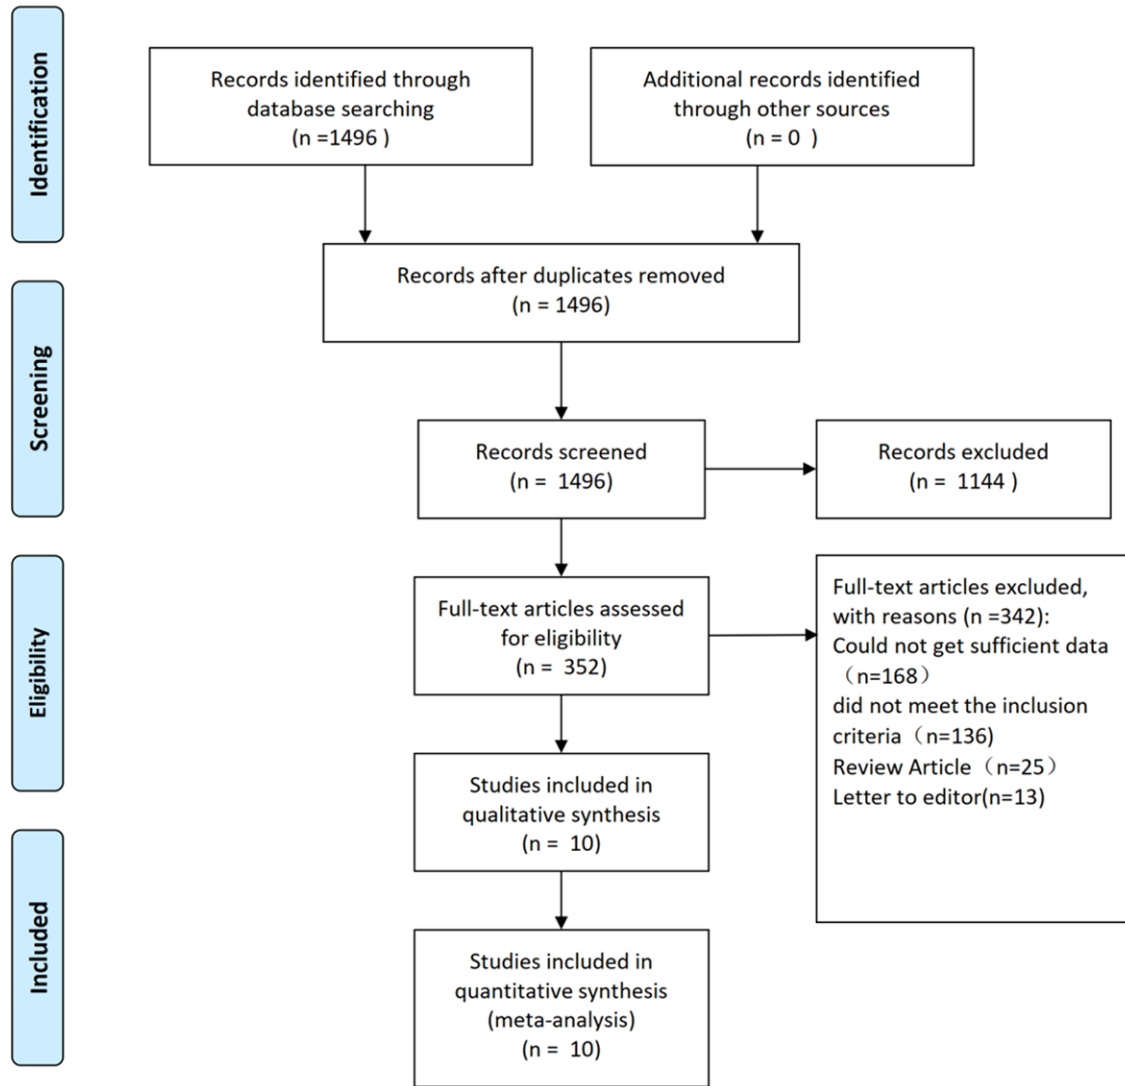 Identification
Records identified through
database searching
(n =1496 )
Additional records identified
through other sources
(n = 0  )
Screening
Records after duplicates removed
(n = 1496)
Records screened
(n =  1496)
Records excluded
(n =  1144 )
Eligibility
Full-text articles assessed
for eligibility
(n =  352)
Full-text articles excluded,
with reasons (n =342):
Could not get sufficient data
（n=168）
did not meet the inclusion
criteria（n=136)
Review Article（n=25）
Letter to editor(n=13)
Studies included in
qualitative synthesis
(n =  10)
Included
Studies included in
quantitative synthesis
(meta-analysis)
(n =  10)